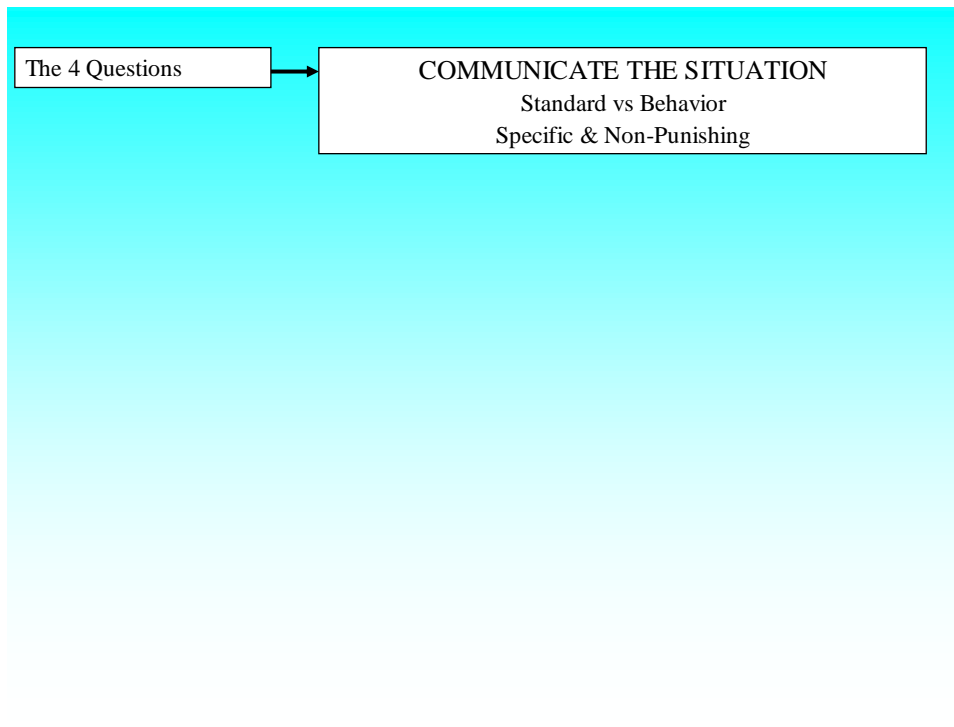 The 4 Questions
COMMUNICATE THE SITUATION
Standard vs Behavior
Specific & Non-Punishing